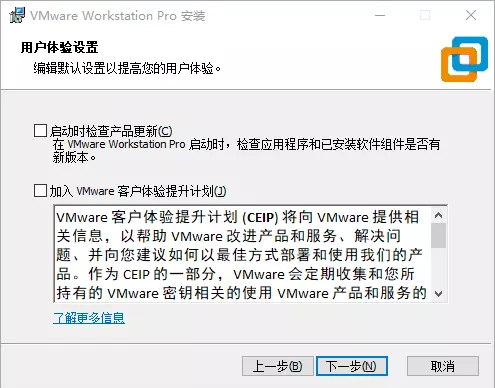 VMware Workstation Pro 安装
用户体验设置
编辑默认设置以提高您的用户体验。
启动时检查产品更新(C)
在 VMware Workstation Pro 启动时，检查应用程序和已安装软件组件是否有
新版本。
加入 VMware 客户体验提升计划(J)
VMware 客户体验提升计划 (CEIP) 将向 VMware 提供相
关信息，以帮助 VMware 改进产品和服务、解决问
题、并向您建议如何以最佳方式部署和使用我们的产
品。作为 CEIP 的一部分，VMware 会定期收集和您所
持有的 VMware 密钥相关的使用 VMware 产品和服务的
了解更多信息
上一步(B)
下一步(N)
取消